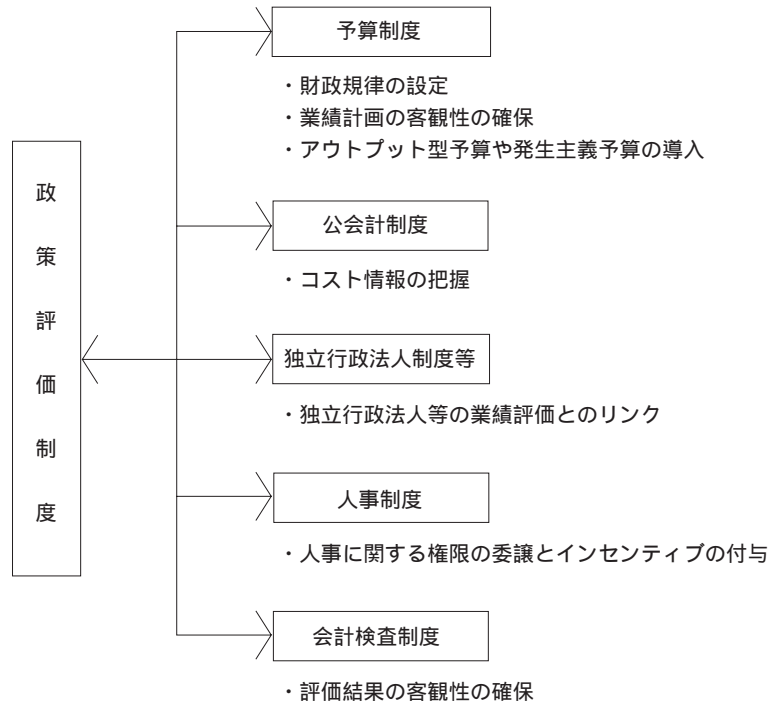 政策評価制度
予算制度
・財政規律の設定
・業績計画の客観性の確保
・アウトプット型予算や発生主義予算の導入
公会計制度
・コスト情報の把握
独立行政法人制度等
・独立行政法人等の業績評価とのリンク
人事制度
・人事に関する権限の委譲とインセンティブの付与
会計検査制度
・評価結果の客観性の確保